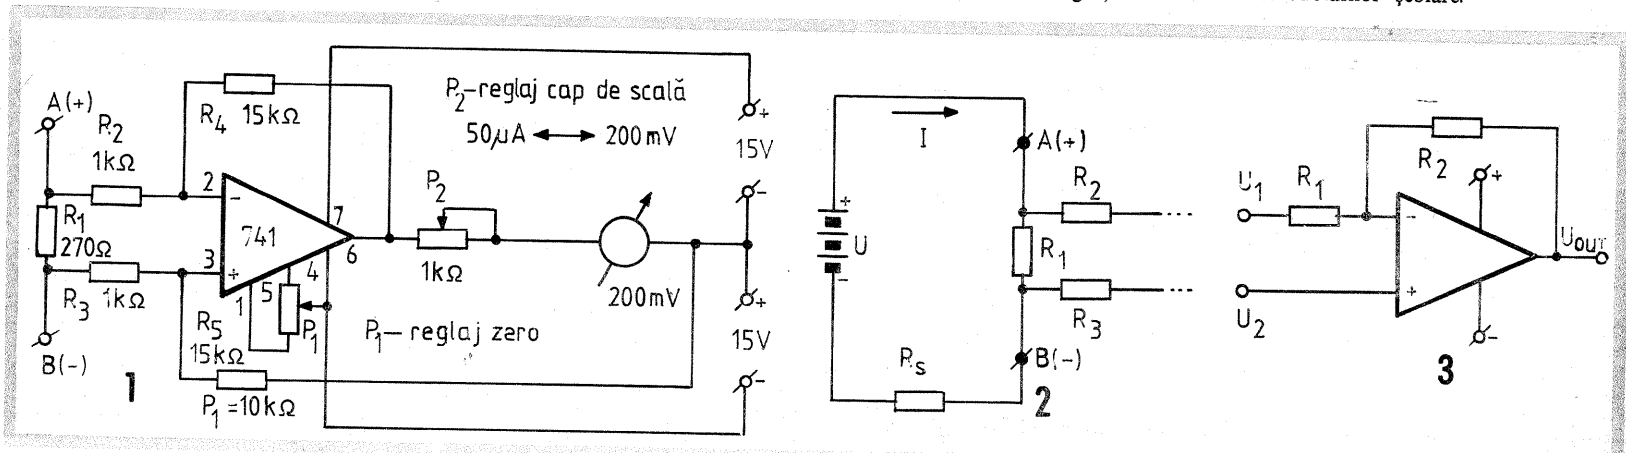 școlare.
A(+)
R2
1kΩ
R4 15kΩ
P2-reglaj cap de scală
50µA ↔ 200mV
+
15V
-
2
-
R1
270Ω
741
7
6
P2
1kΩ
200mV
3
+
R3 1kΩ
4
5
1
P1
R5
15kΩ
P1 - reglaj zero
+
15V
-
B(-)
1
P1 = 10kΩ
I
A(+)
R2
+
U
-
R1
R3
Rs
B(-)
2
U1
R1
R2
+
-
UOUT
U2
+
-
3